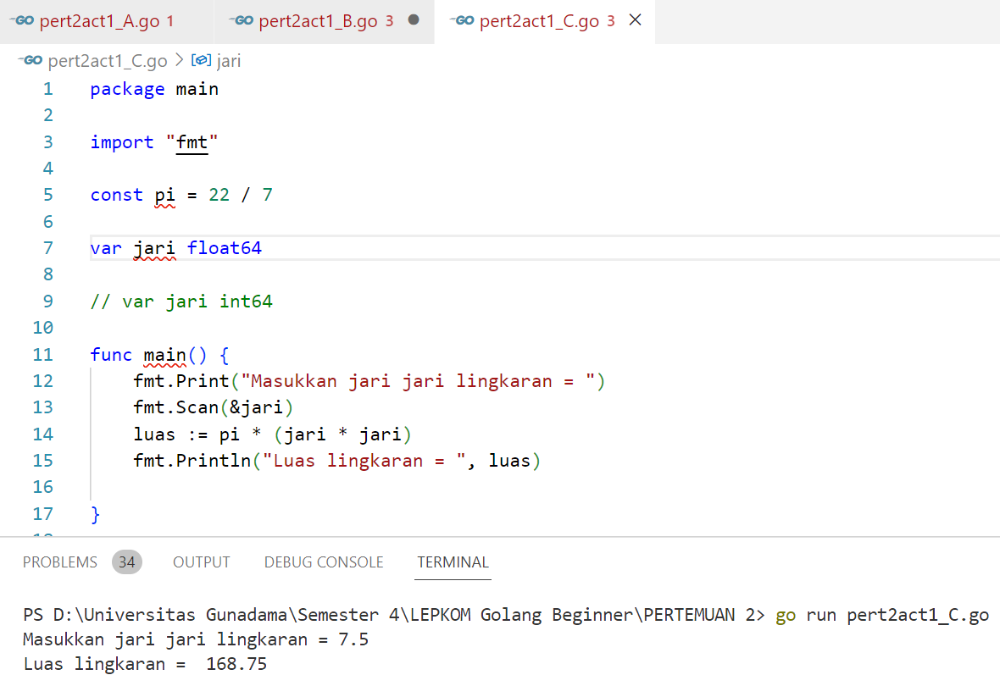 GO pert2act1_A.go 1 GO pert2act1_B.go 3 ● GO pert2act1_C.go 3 ×
GO pert2act1_C.go > jari
1 package main
2
3 import "fmt"
4
5 const pi = 22 / 7
6
7 var jari float64
8
9 // var jari int64
10
11 func main() {
12     fmt.Print("Masukkan jari jari lingkaran = ")
13     fmt.Scan(&jari)
14     luas := pi * (jari * jari)
15     fmt.Println("Luas lingkaran = ", luas)
16
17 }
PROBLEMS 34 OUTPUT DEBUG CONSOLE TERMINAL
PS D:\Universitas Gunadama\Semester 4\LEPKOM Golang Beginner\PERTEMUAN 2> go run pert2act1_C.go
Masukkan jari jari lingkaran = 7.5
Luas lingkaran =  168.75